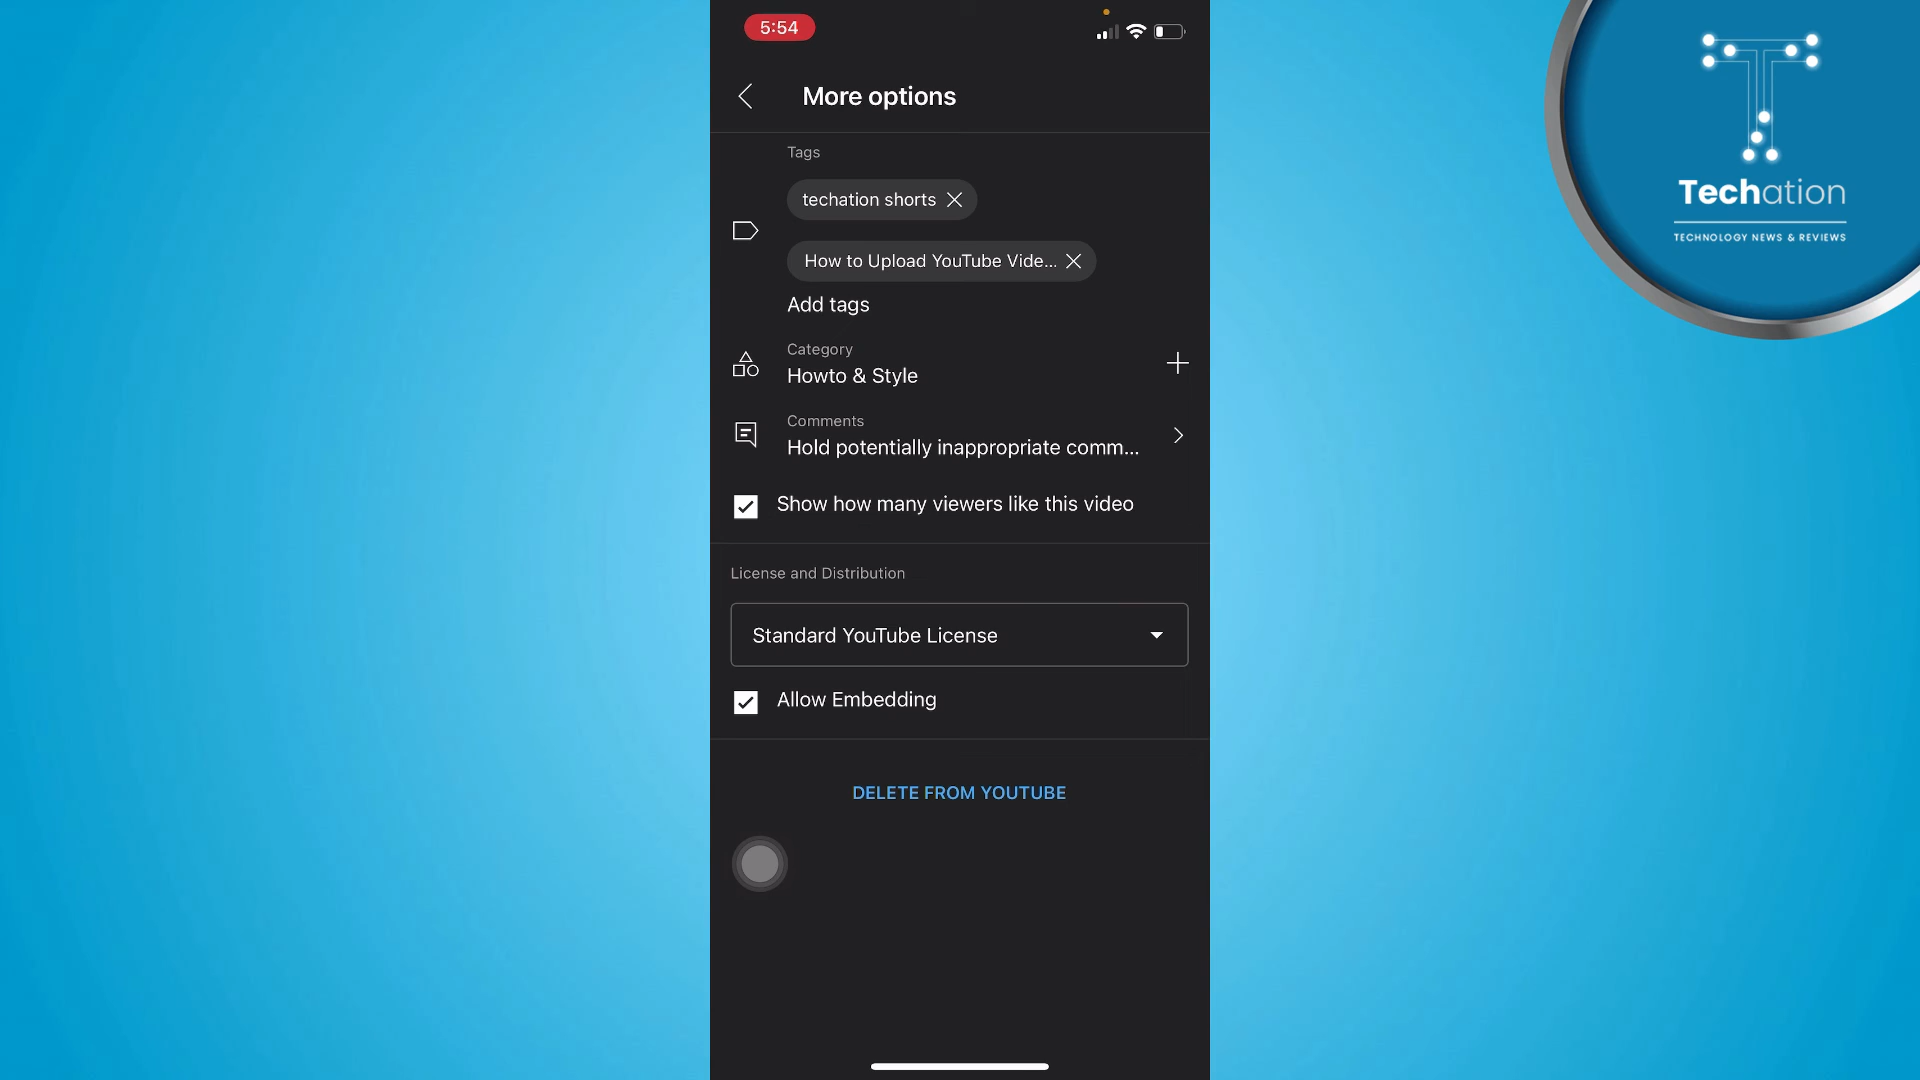 5:54
More options
Tags
techation shorts
How to Upload YouTube Vide...
Add tags
Category
Howto & Style
Comments
Hold potentially inappropriate comm...
Show how many viewers like this video
License and Distribution
Standard YouTube License
Allow Embedding
DELETE FROM YOUTUBE
Techation
TECHNOLOGY NEWS & REVIEWS